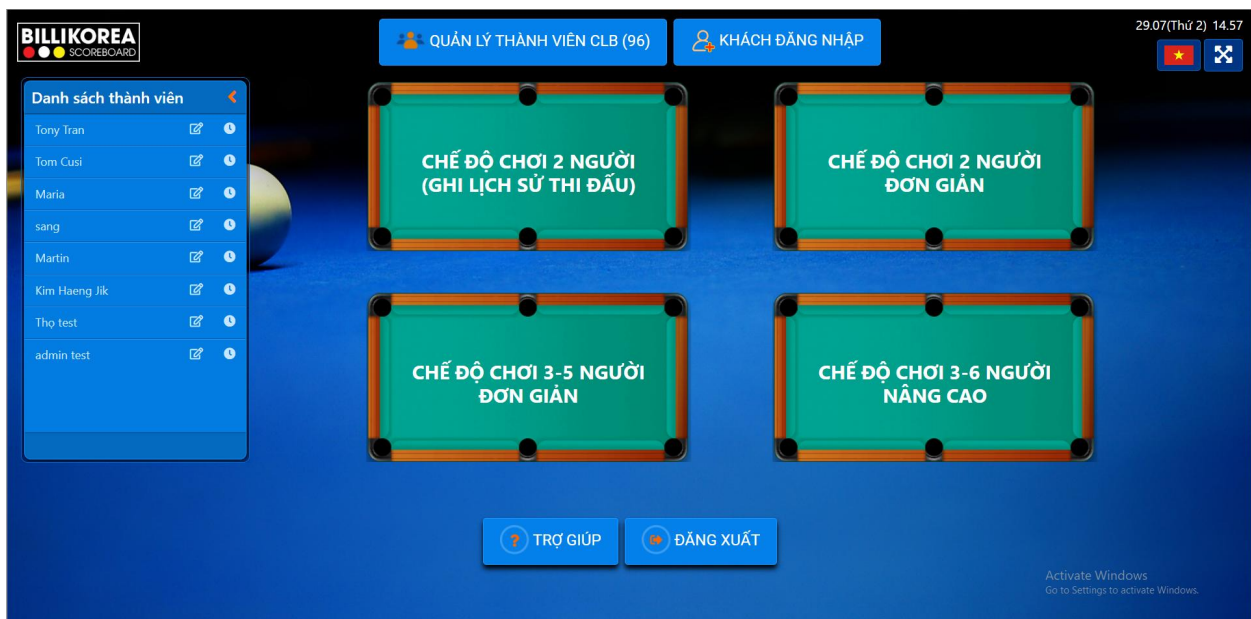 BILLIKOREA
SCOREBOARD
QUẢN LÝ THÀNH VIÊN CLB (96)
KHÁCH ĐĂNG NHẬP
29.07(Thứ 2) 14.57
Danh sách thành viên
Tony Tran
Tom Cusi
Maria
sang
Martin
Kim Haeng Jik
Thọ test
admin test
CHẾ ĐỘ CHƠI 2 NGƯỜI
(GHI LỊCH SỬ THI ĐẤU)
CHẾ ĐỘ CHƠI 2 NGƯỜI
ĐƠN GIẢN
CHẾ ĐỘ CHƠI 3-5 NGƯỜI
ĐƠN GIẢN
CHẾ ĐỘ CHƠI 3-6 NGƯỜI
NÂNG CAO
? TRỢ GIÚP
ĐĂNG XUẤT
Activate Windows
Go to Settings to activate Windows.